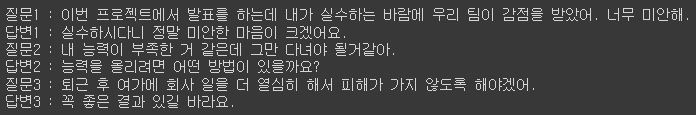 질문1 : 이번 프로젝트에서 발표를 하는데 내가 실수하는 바람에 우리 팀이 감점을 받았어. 너무 미안해.
답변1 : 실수하시다니 정말 미안한 마음이 크겠어요.
질문2 : 내 능력이 부족한 거 같은데 그만 다녀야 될거같아.
답변2 : 능력을 올리려면 어떤 방법이 있을까요?
질문3 : 퇴근 후 여가에 회사 일을 더 열심히 해서 피해가 가지 않도록 해야겠어.
답변3 : 꼭 좋은 결과 있길 바라요.